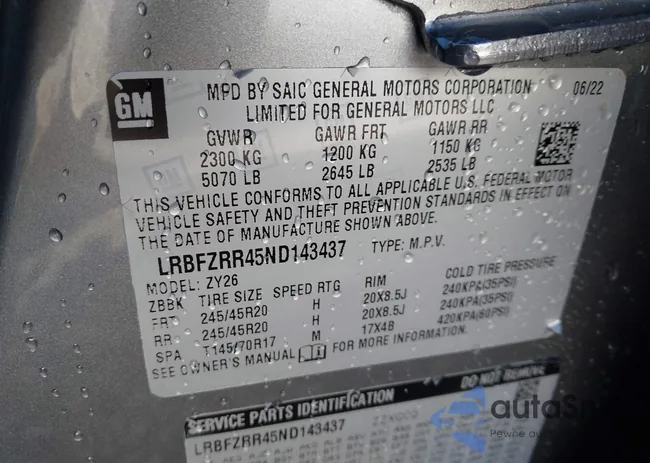 GM
MFD BY SAIC GENERAL MOTORS CORPORATION 06/22
LIMITED FOR GENERAL MOTORS LLC
GVWR GAWR FRT GAWR RR
2300 KG 1200 KG 1150 KG
5070 LB 2645 LB 2535 LB
THIS VEHICLE CONFORMS TO ALL APPLICABLE U.S. FEDERAL MOTOR
VEHICLE SAFETY AND THEFT PREVENTION STANDARDS IN EFFECT ON
THE DATE OF MANUFACTURE SHOWN ABOVE.
LRBFZRR45ND143437 TYPE: M.P.V.
MODEL: ZY26
ZBBK TIRE SIZE SPEED RTG RIM COLD TIRE PRESSURE
FRT 245/45R20 H 20X8.5J 240KPA(35PSI)
RR 245/45R20 H 20X8.5J 240KPA(35PSI)
SPA T145/70R17 M 17X4B 420KPA(60PSI)
SEE OWNER'S MANUAL FOR MORE INFORMATION.
SERVICE PARTS IDENTIFICATION DO NOT REMOVE
LRBFZRR45ND143437
Pewne auto